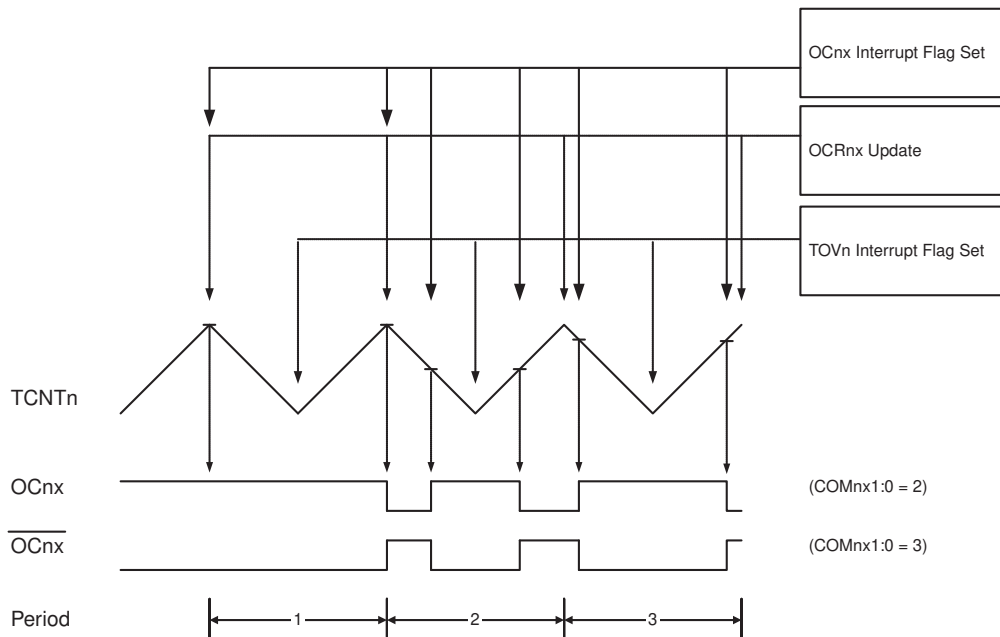 OCnx Interrupt Flag Set
OCRnx Update
TOVn Interrupt Flag Set
TCNTn
OCnx (COMnx1:0 = 2)
OCnx (COMnx1:0 = 3)
Period 1 2 3